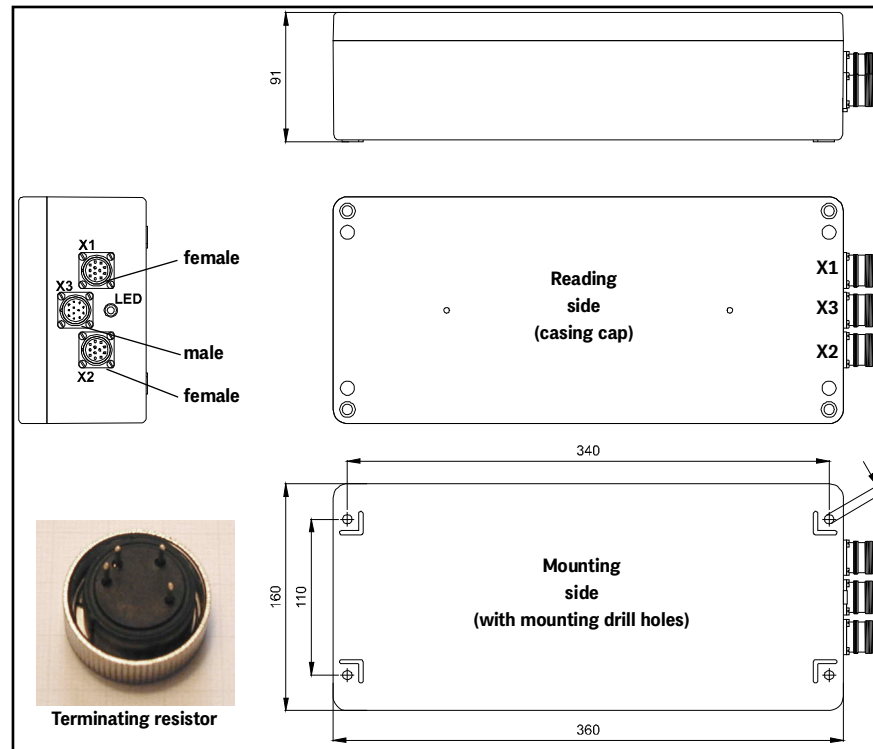 91
X1
female
X3
LED
male
X2
female
Reading
side
(casing cap)
X1
X3
X2
340
160
110
Mounting
side
(with mounting drill holes)
360
Terminating resistor